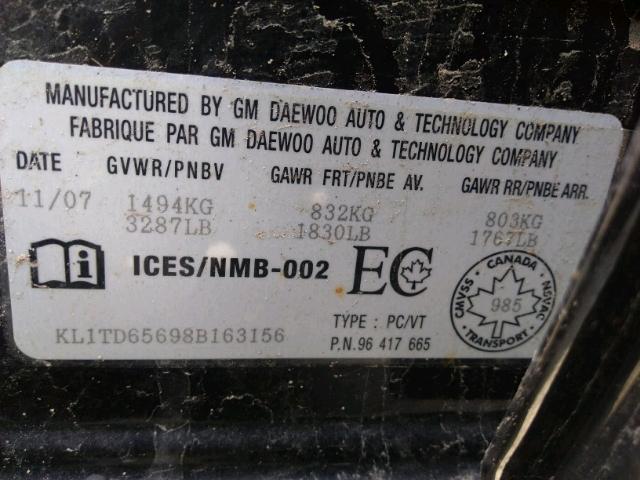 MANUFACTURED BY GM DAEWOO AUTO & TECHNOLOGY COMPANY
FABRIQUE PAR GM DAEWOO AUTO & TECHNOLOGY COMPANY
DATE GVWR/PNBV GAWR FRT/PNBE AV. GAWR RR/PNBE ARR.
11/07 1494KG 832KG 803KG
3287LB 1830LB 1767LB
i ICES/NMB-002 EC
CANADA
CMVSS 985 NSVAC
TRANSPORT
TYPE : PC/VT
KL1TD65698B163156 P.N. 96 417 665